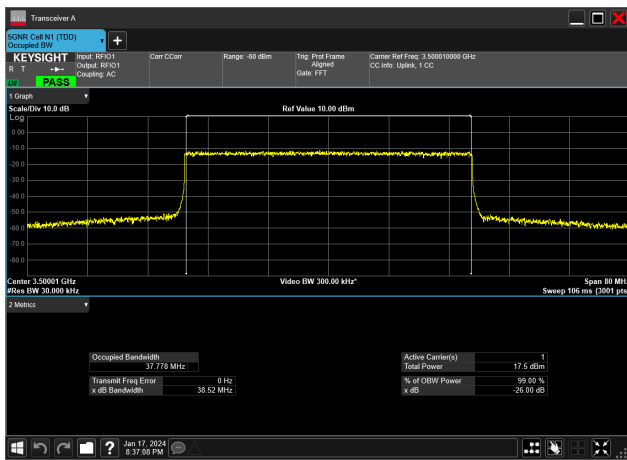 Transceiver A
5GNR Cell N1 (TDD)
Occupied BW
KEYSIGHT
R T
LV PASS
Input: RFIO1
Output: RFIO1
Coupling: AC
Corr CCorr
Range: -60 dBm
Trig: Prot Frame
Aligned
Gate: FFT
Carrier Ref Freq: 3.500010000 GHz
CC Info: Uplink, 1 CC
1 Graph
Scale/Div 10.0 dB
Ref Value 10.00 dBm
Log
0.00
-10.0
-20.0
-30.0
-40.0
-50.0
-60.0
-70.0
-80.0
Center 3.50001 GHz
Video BW 300.00 kHz*
Span 80 MHz
#Res BW 30.000 kHz
Sweep 106 ms (3001 pts)
2 Metrics
Occupied Bandwidth
37.778 MHz
Transmit Freq Error 0 Hz
x dB Bandwidth 38.52 MHz
Active Carrier(s) 1
Total Power 17.5 dBm
% of OBW Power 99.00 %
x dB -26.00 dB
Jan 17, 2024
8:37:08 PM